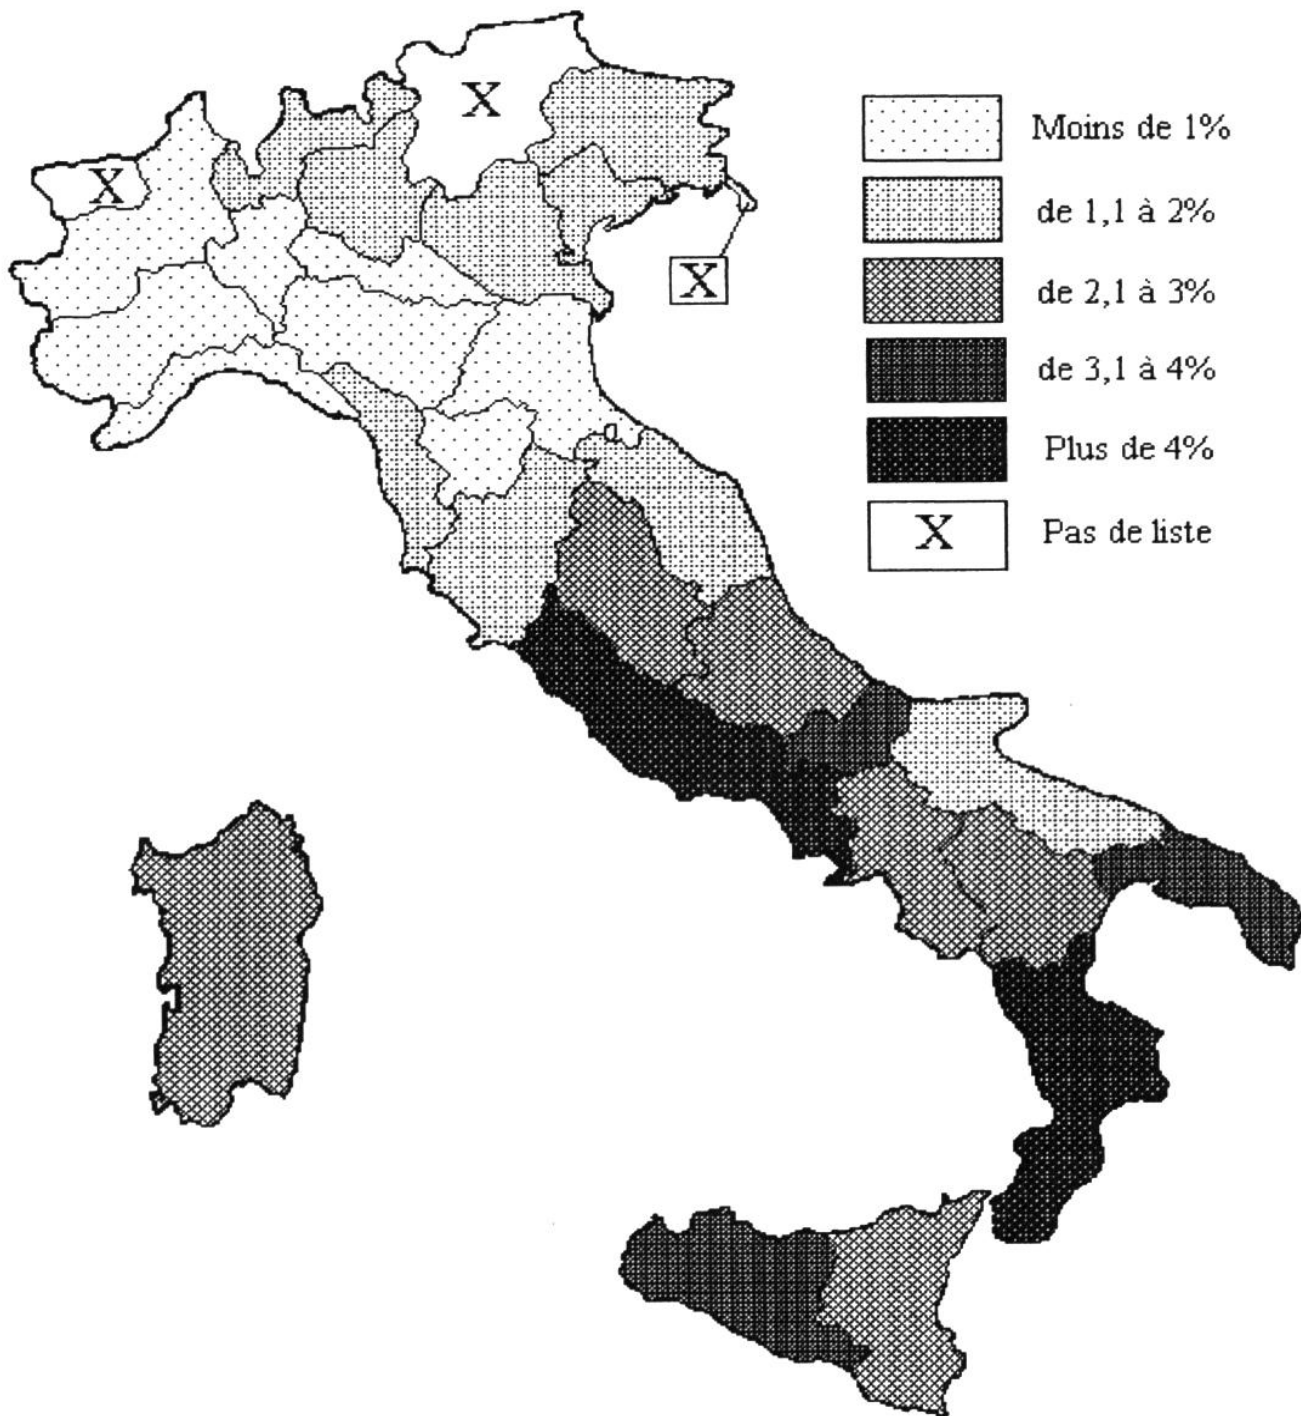 X
X
X
Moins de 1%
de 1,1 à 2%
de 2,1 à 3%
de 3,1 à 4%
Plus de 4%
X Pas de liste